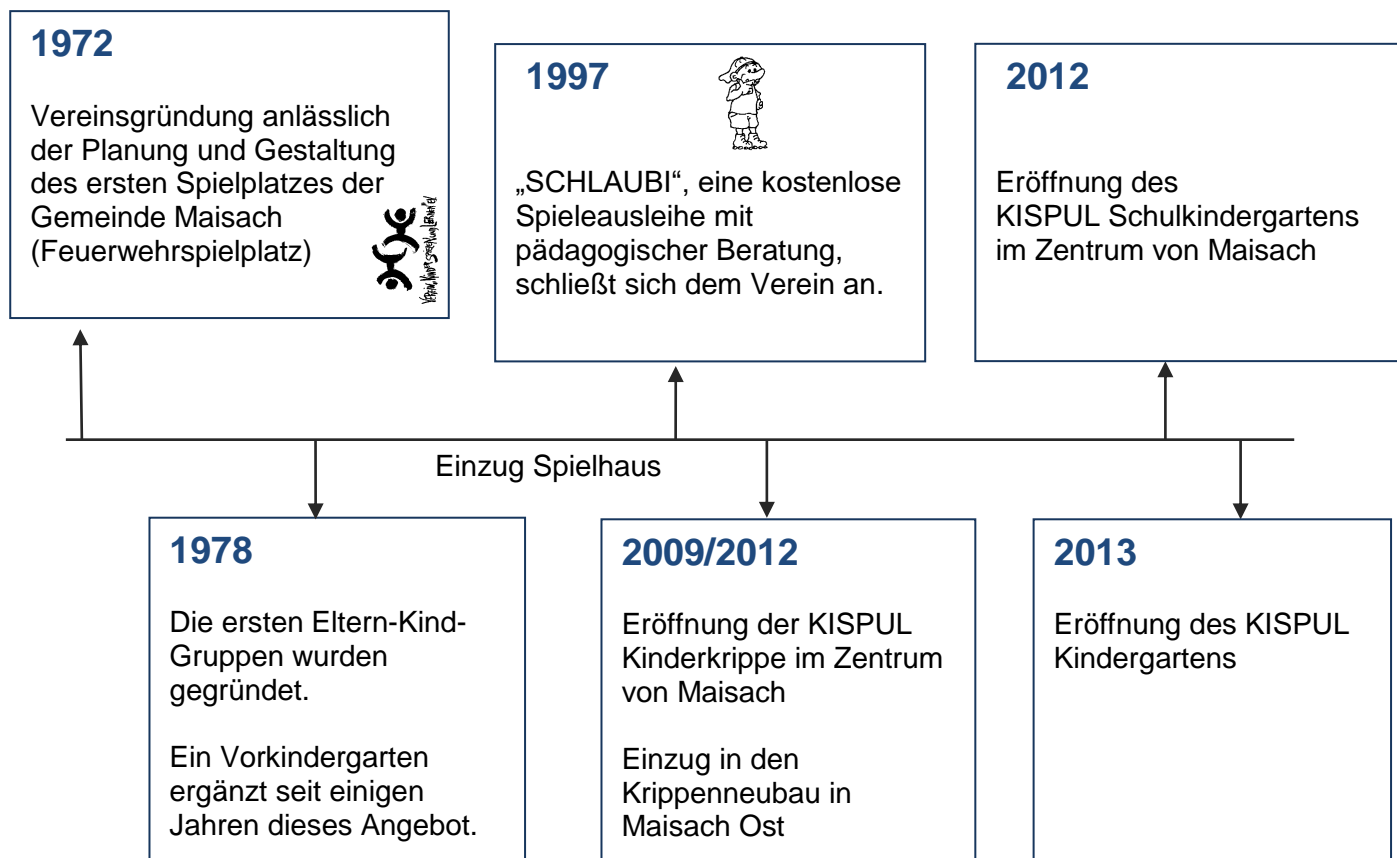 1972
Vereinsgründung anlässlich
der Planung und Gestaltung
des ersten Spielplatzes der
Gemeinde Maisach
(Feuerwehrspielplatz)
1997
„SCHLAUBI“, eine kostenlose
Spieleausleihe mit
pädagogischer Beratung,
schließt sich dem Verein an.
2012
Eröffnung des
KISPUL Schulkindergartens
im Zentrum von Maisach
Einzug Spielhaus
1978
Die ersten Eltern-Kind-
Gruppen wurden
gegründet.
Ein Vorkindergarten
ergänzt seit einigen
Jahren dieses Angebot.
2009/2012
Eröffnung der KISPUL
Kinderkrippe im Zentrum
von Maisach
Einzug in den
Krippenneubau in
Maisach Ost
2013
Eröffnung des KISPUL
Kindergartens